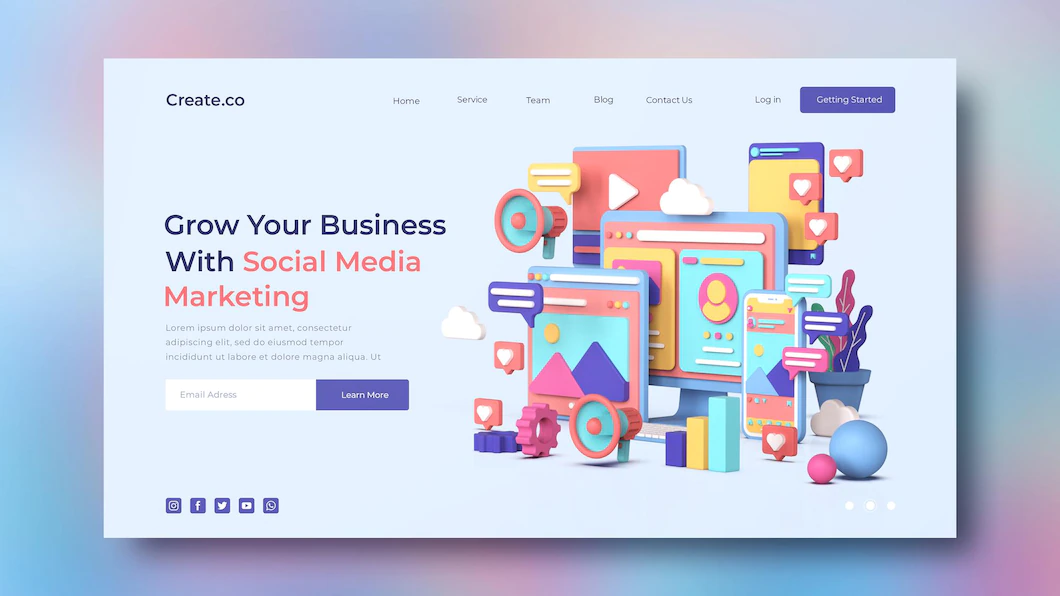 Create.co
Home Service Team Blog Contact Us Log in Getting Started
Grow Your Business
With Social Media
Marketing
Lorem ipsum dolor sit amet, consectetur
adipiscing elit, sed do eiusmod tempor
incididunt ut labore et dolore magna aliqua. Ut
Email Adress Learn More